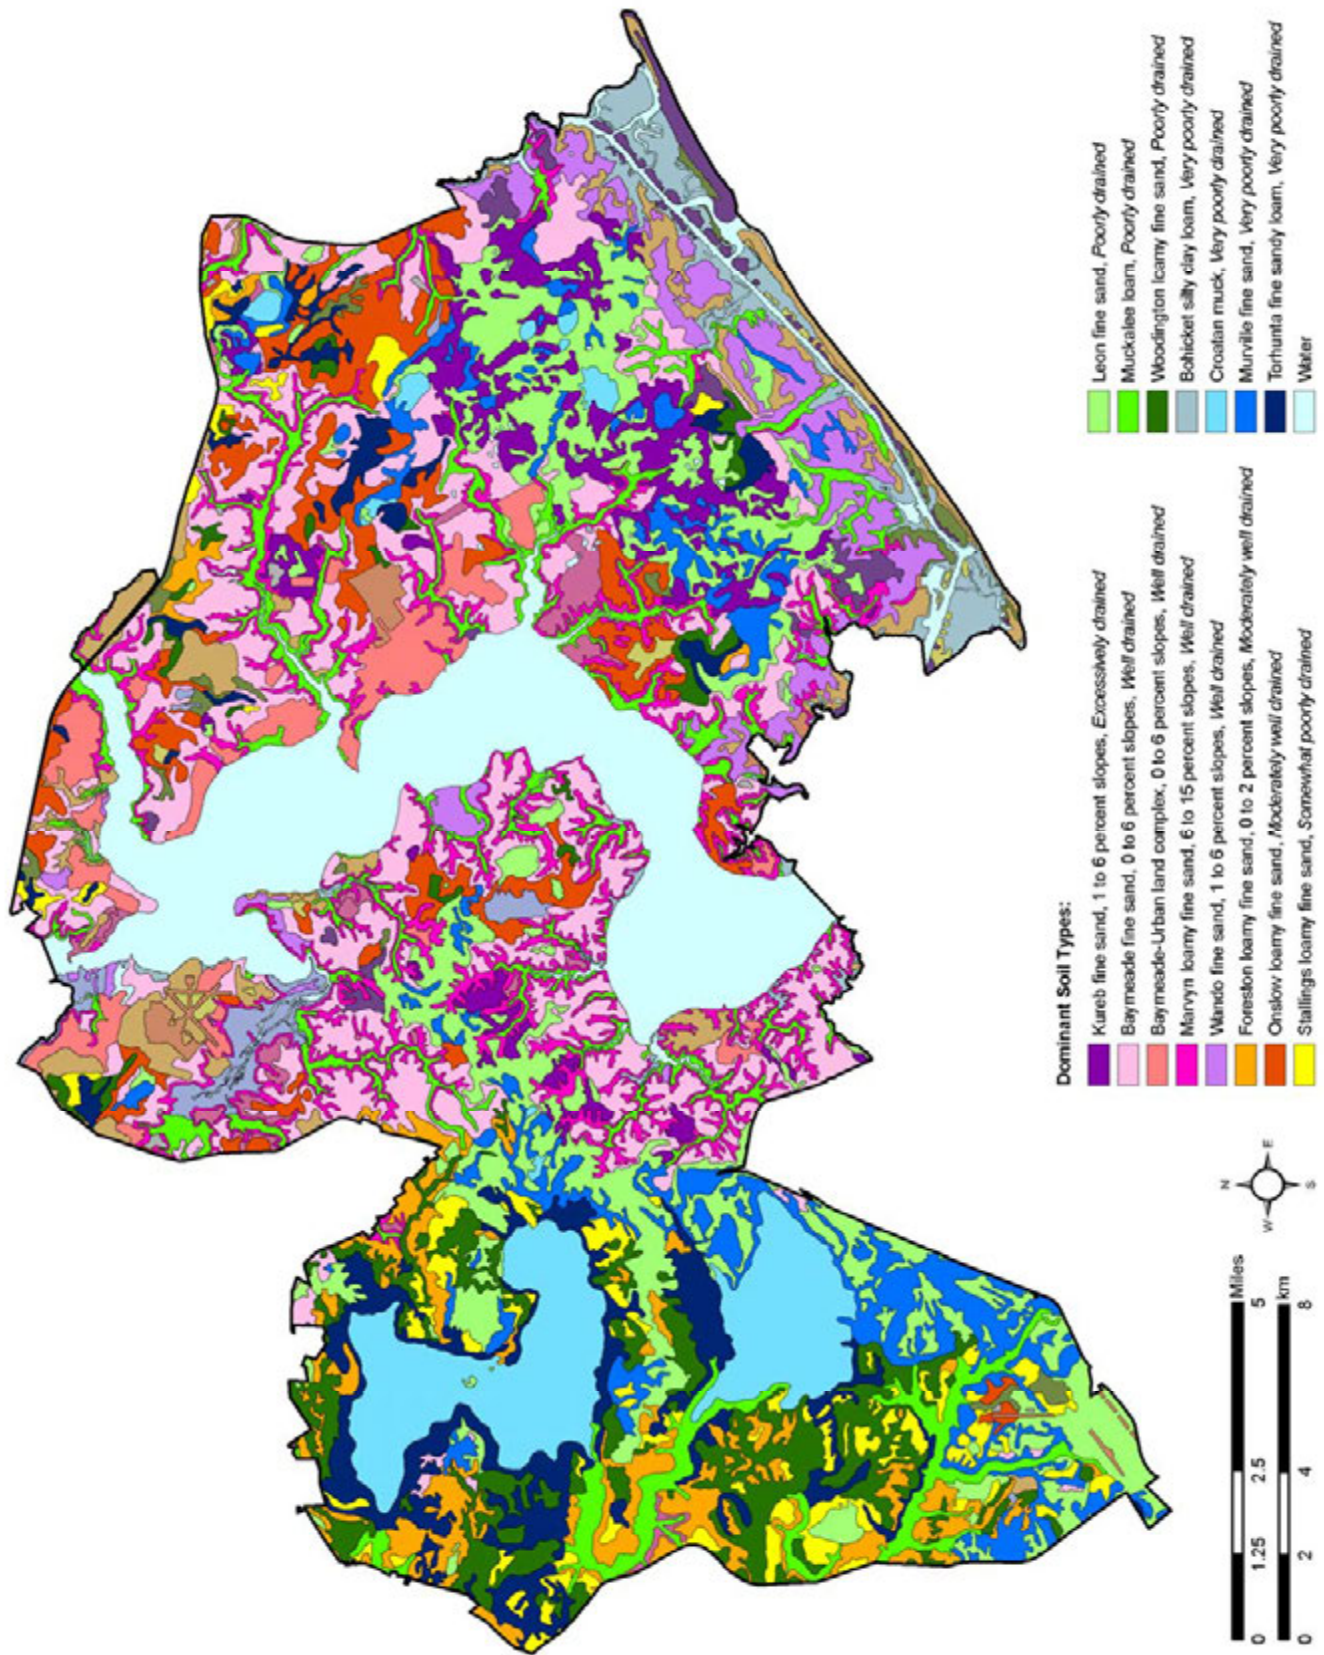 Dominant Soil Types:
Kureb fine sand, 1 to 6 percent slopes, Excessively drained
Baymeade fine sand, 0 to 6 percent slopes, Well drained
Baymeade-Urban land complex, 0 to 6 percent slopes, Well drained
Marvyn loamy fine sand, 6 to 15 percent slopes, Well drained
Wando fine sand, 1 to 6 percent slopes, Well drained
Foreston loamy fine sand, 0 to 2 percent slopes, Moderately well drained
Onslow loamy fine sand, Moderately well drained
Stallings loamy fine sand, Somewhat poorly drained
Leon fine sand, Poorly drained
Muckalee loam, Poorly drained
Woodington loamy fine sand, Poorly drained
Bohicket silty clay loam, Very poorly drained
Croatan muck, Very poorly drained
Murville fine sand, Very poorly drained
Torhunta fine sandy loam, Very poorly drained
Water
N
W
E
S
Miles
0 1.25 2.5 5
km
0 2 4 8